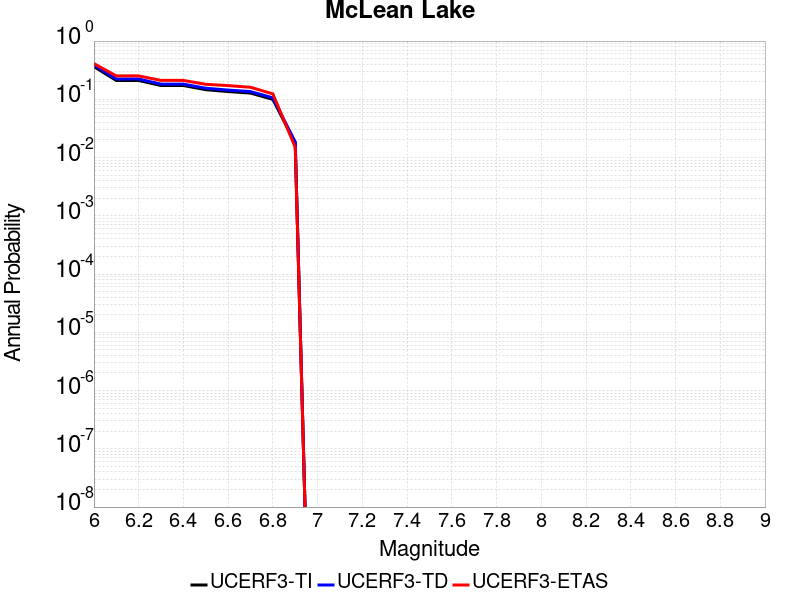 McLean Lake
10^0
10^-1
10^-2
10^-3
10^-4
10^-5
10^-6
10^-7
10^-8
Annual Probability
6 6.2 6.4 6.6 6.8 7 7.2 7.4 7.6 7.8 8 8.2 8.4 8.6 8.8 9
Magnitude
UCERF3-TI UCERF3-TD UCERF3-ETAS